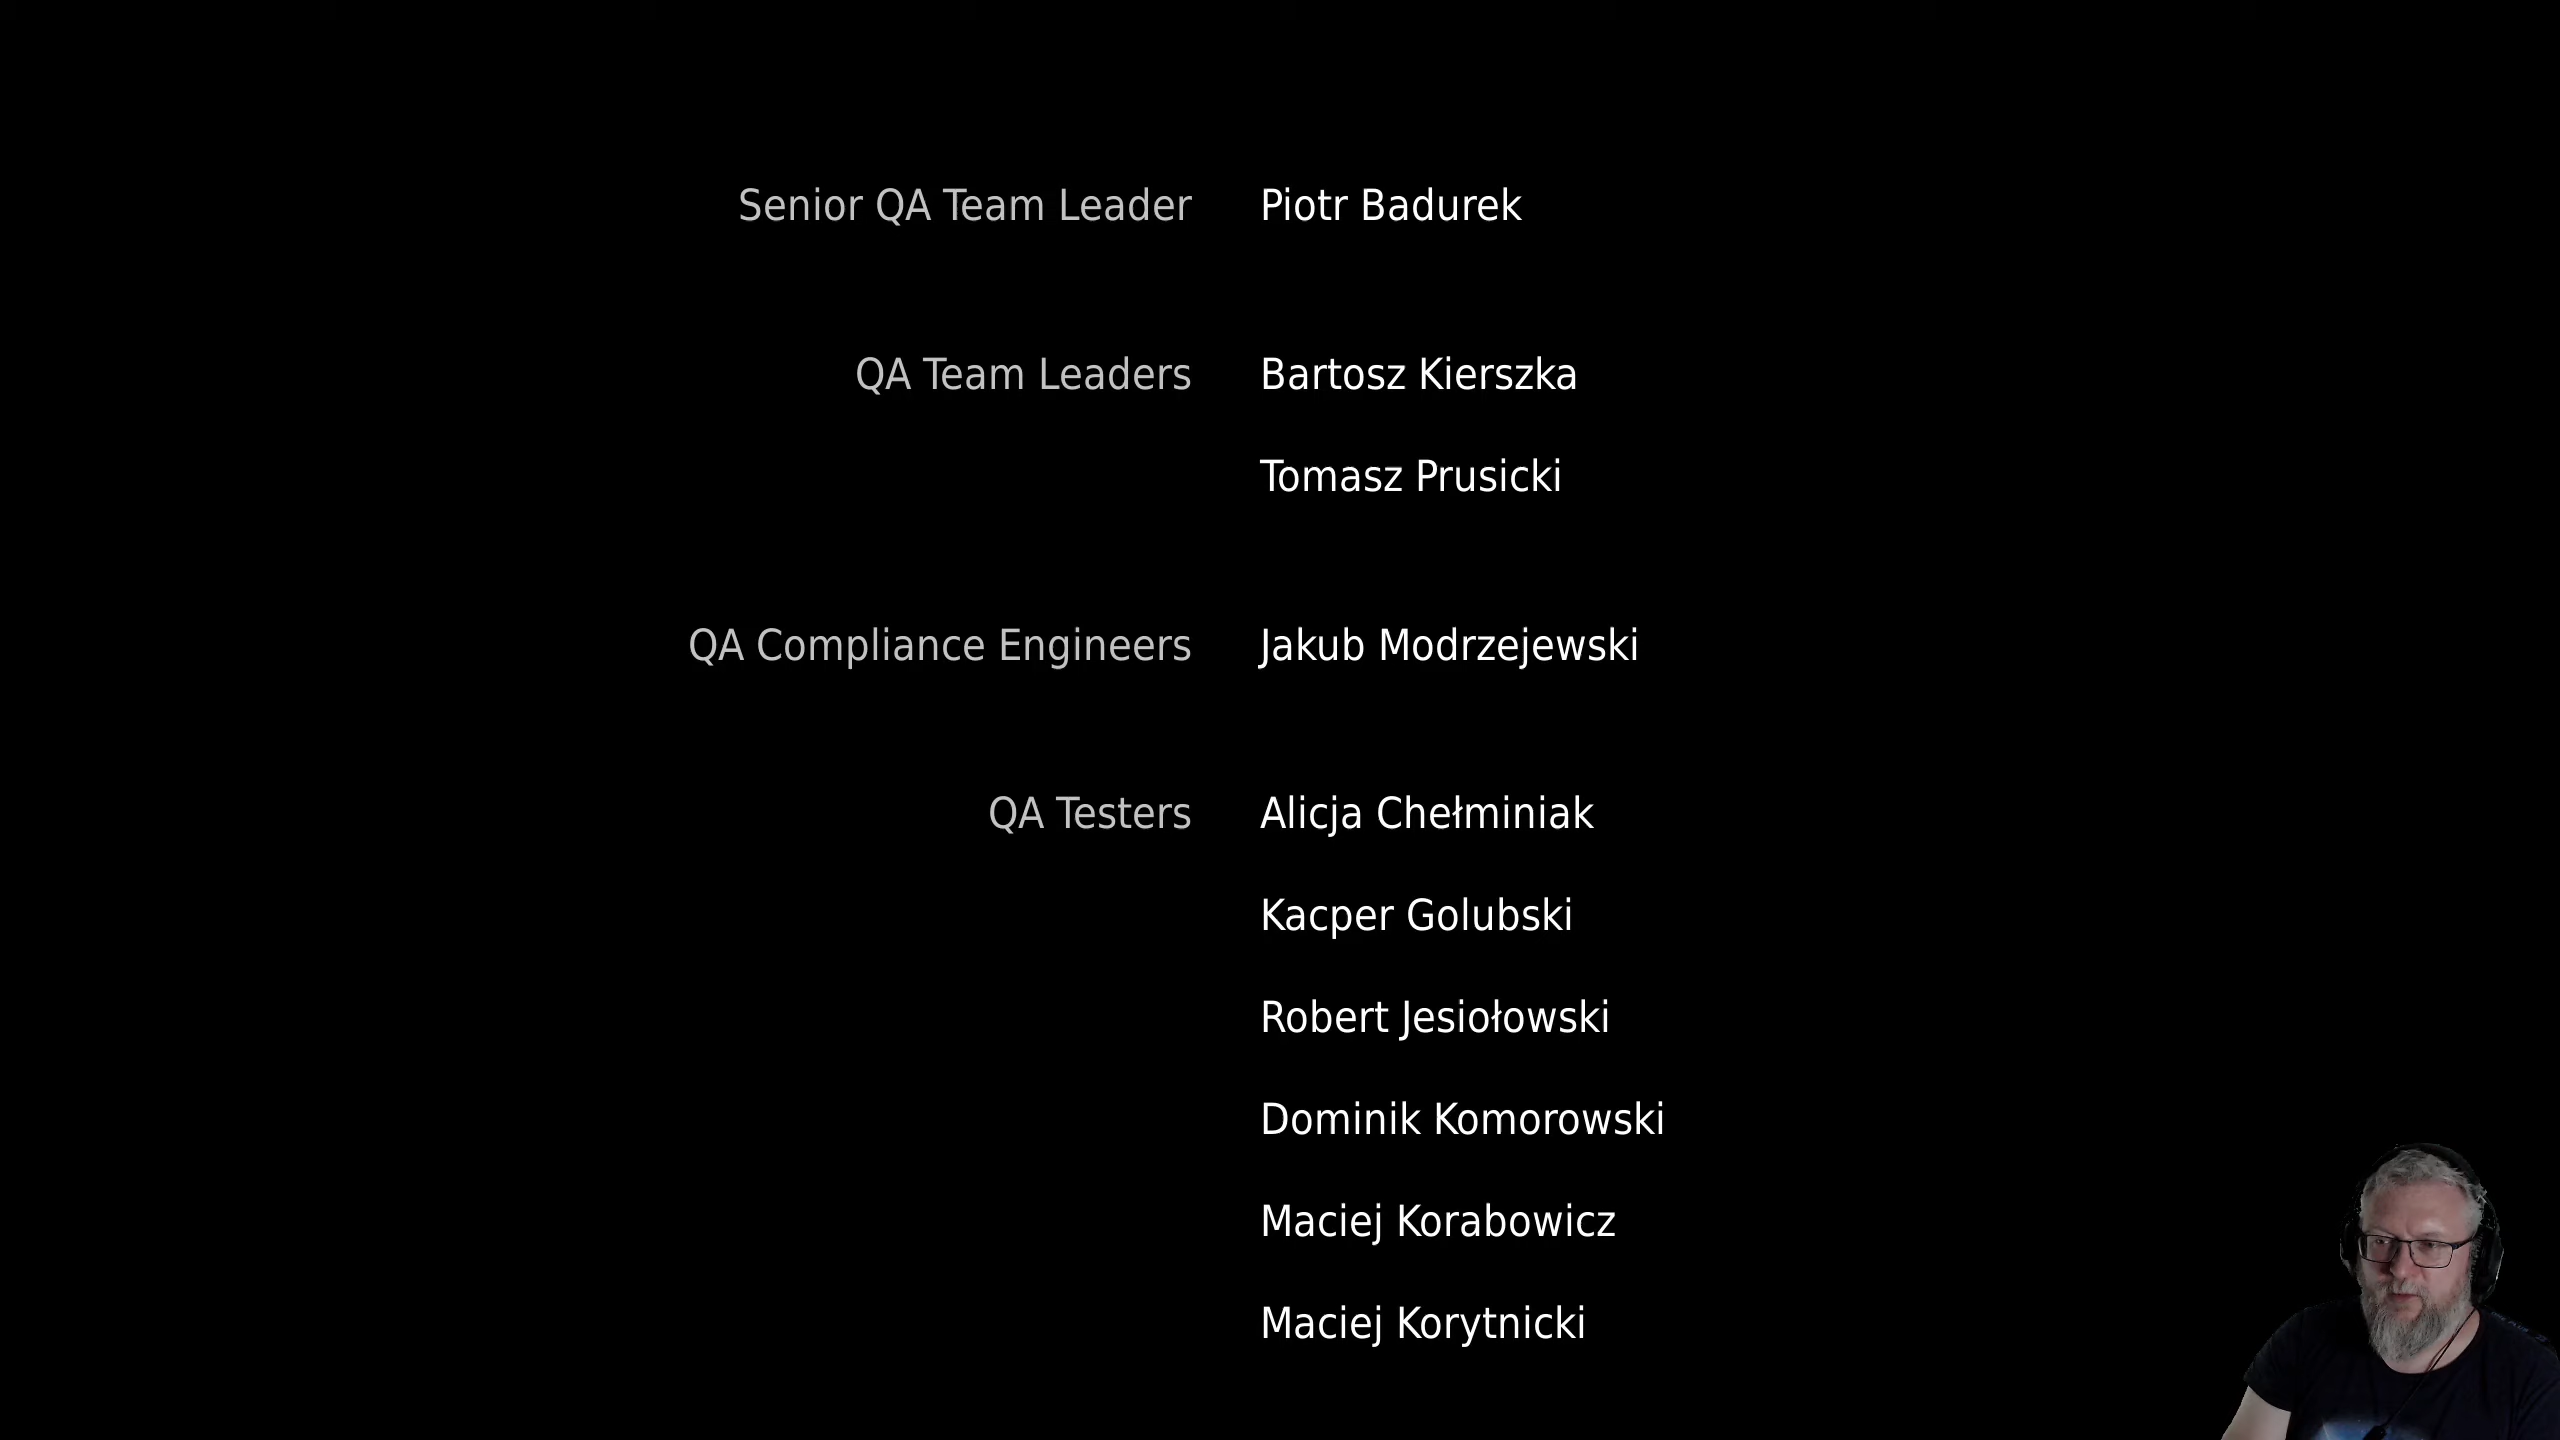 Senior QA Team Leader Piotr Badurek
QA Team Leaders Bartosz Kierszka
Tomasz Prusicki
QA Compliance Engineers Jakub Modrzejewski
QA Testers Alicja Chełminiak
Kacper Golubski
Robert Jesiołowski
Dominik Komorowski
Maciej Korabowicz
Maciej Korytnicki